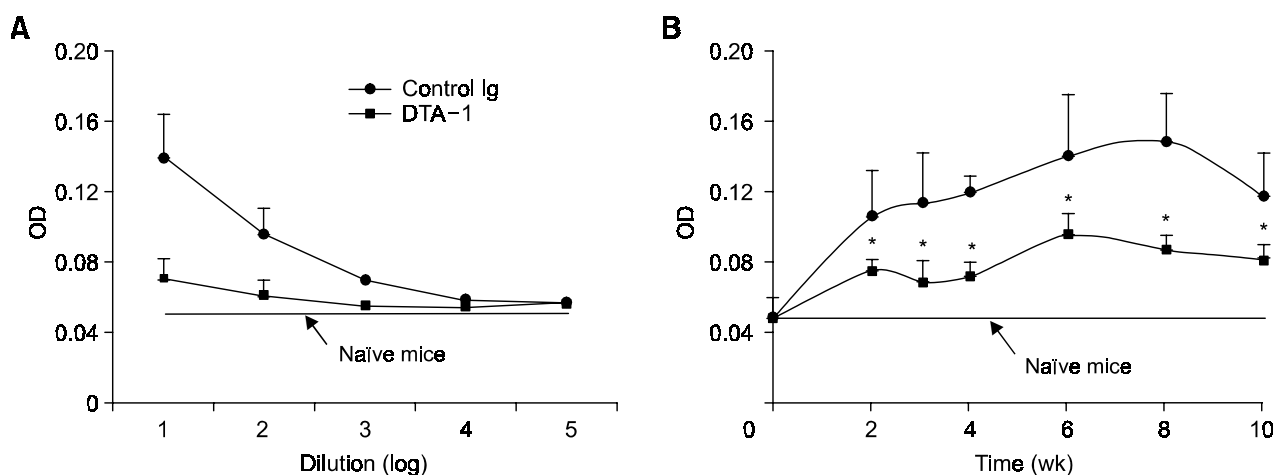 A
0.20
0.16
0.12
0.08
0.04
0
OD
Control Ig
DTA−1
Naïve mice
1 2 3 4 5
Dilution (log)
B
0.20
0.16
0.12
0.08
0.04
OD
* * * * * *
Naïve mice
0 2 4 6 8 10
Time (wk)